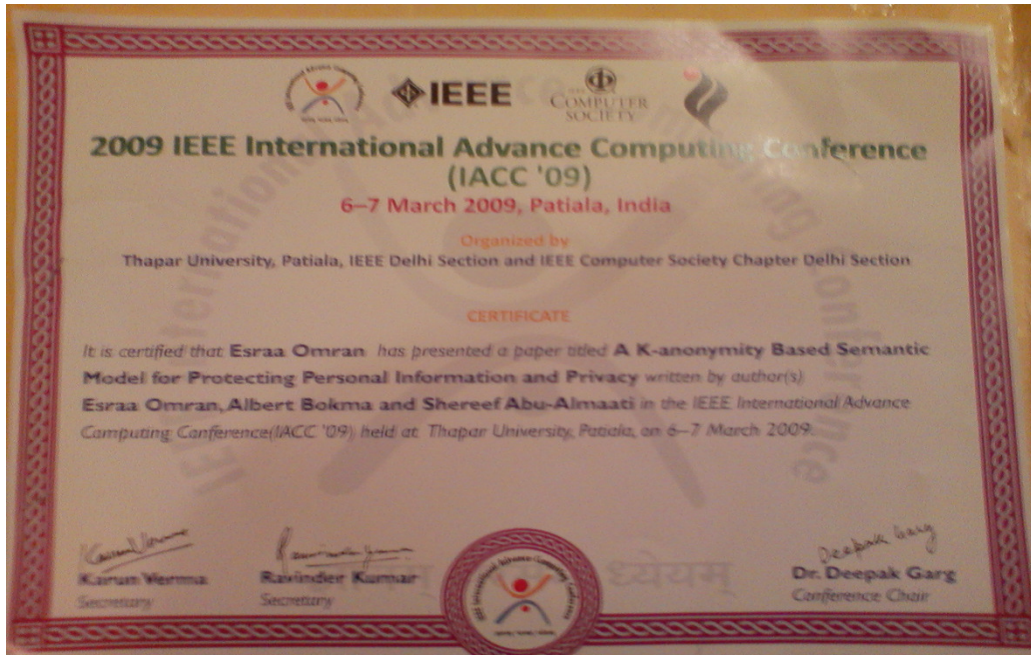 IEEE
IEEE
COMPUTER
SOCIETY
2009 IEEE International Advance Computing Conference
(IACC '09)
6–7 March 2009, Patiala, India
Organized by
Thapar University, Patiala, IEEE Delhi Section and IEEE Computer Society Chapter Delhi Section
CERTIFICATE
It is certified that Esraa Omran has presented a paper titled A K-anonymity Based Semantic
Model for Protecting Personal Information and Privacy written by author(s)
Esraa Omran, Albert Bokma and Shereef Abu-Almaati in the IEEE International Advance
Computing Conference(IACC '09) held at Thapar University, Patiala, on 6–7 March 2009.
Deepak Garg
Karun Verma
Ravinder Kumar
Dr. Deepak Garg
Secretary
Secretary
Conference Chair
ध्येयम्